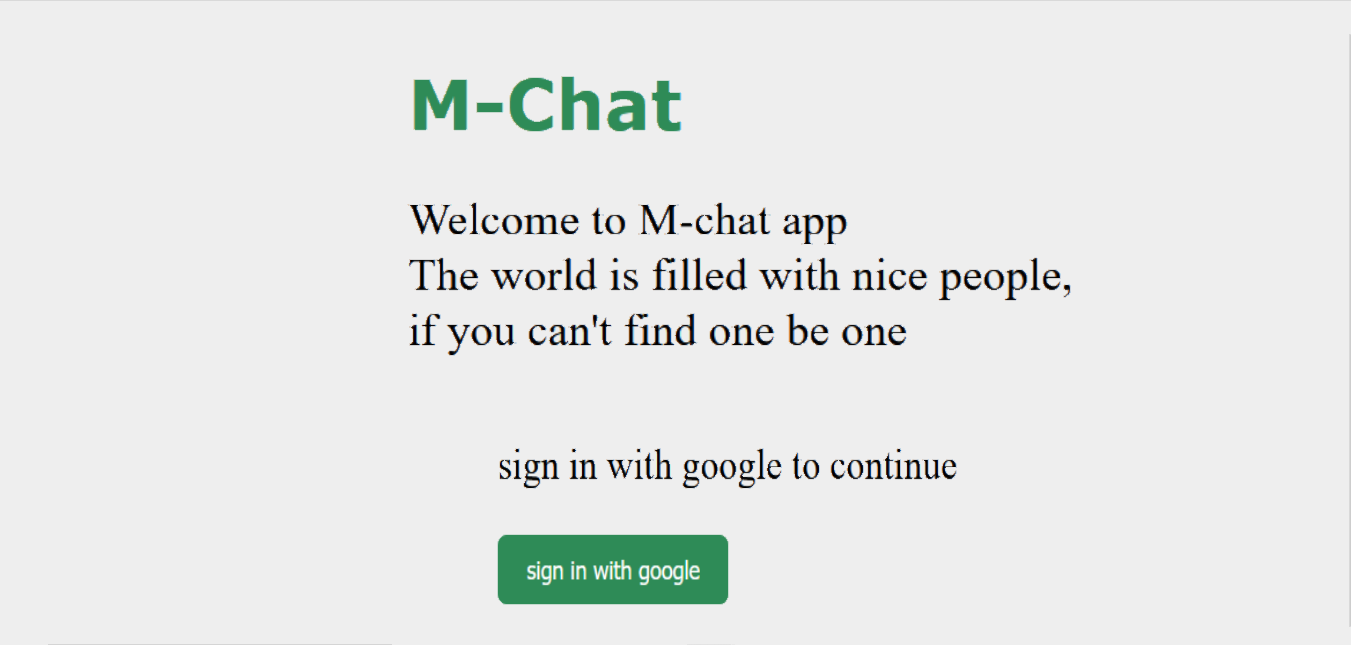 M-Chat
Welcome to M-chat app
The world is filled with nice people,
if you can't find one be one
sign in with google to continue
sign in with google